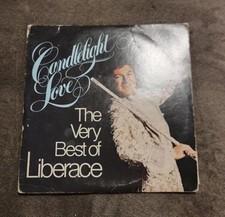 Candlelight
Love
The
Very
Best of
Liberace